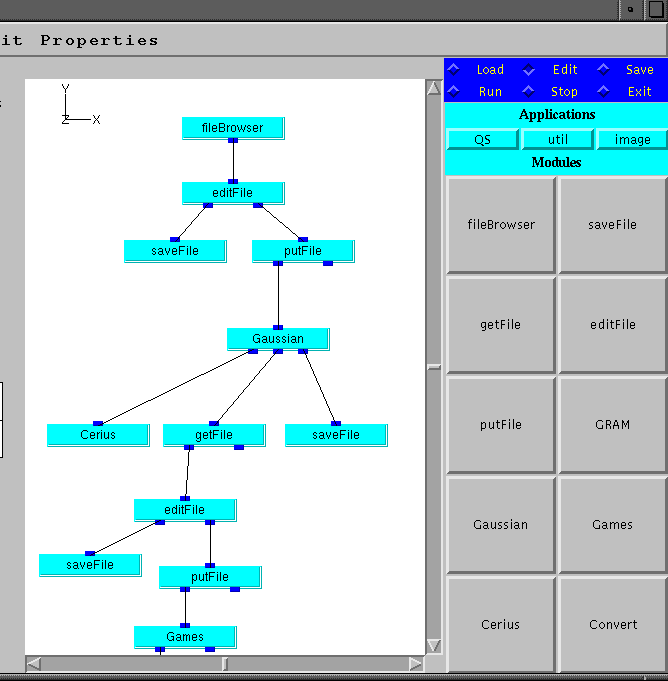 it Properties
Load Edit Save
Run Stop Exit
Applications
QS util image
Modules
fileBrowser saveFile
getFile editFile
putFile GRAM
Gaussian Games
Cerius Convert
Y
Z X
fileBrowser
editFile
saveFile putFile
Gaussian
Cerius getFile saveFile
editFile
saveFile
putFile
Games